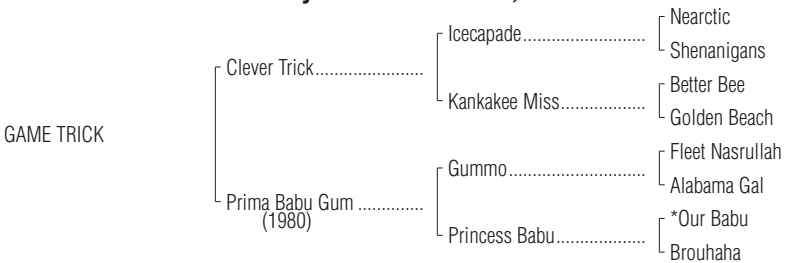 Nearctic
Icecapade..........................
Shenanigans
Clever Trick.......................
Better Bee
Kankakee Miss..................
Golden Beach
GAME TRICK
Fleet Nasrullah
Gummo.............................
Alabama Gal
Prima Babu Gum ..............
(1980)
*Our Babu
Princess Babu...................
Brouhaha